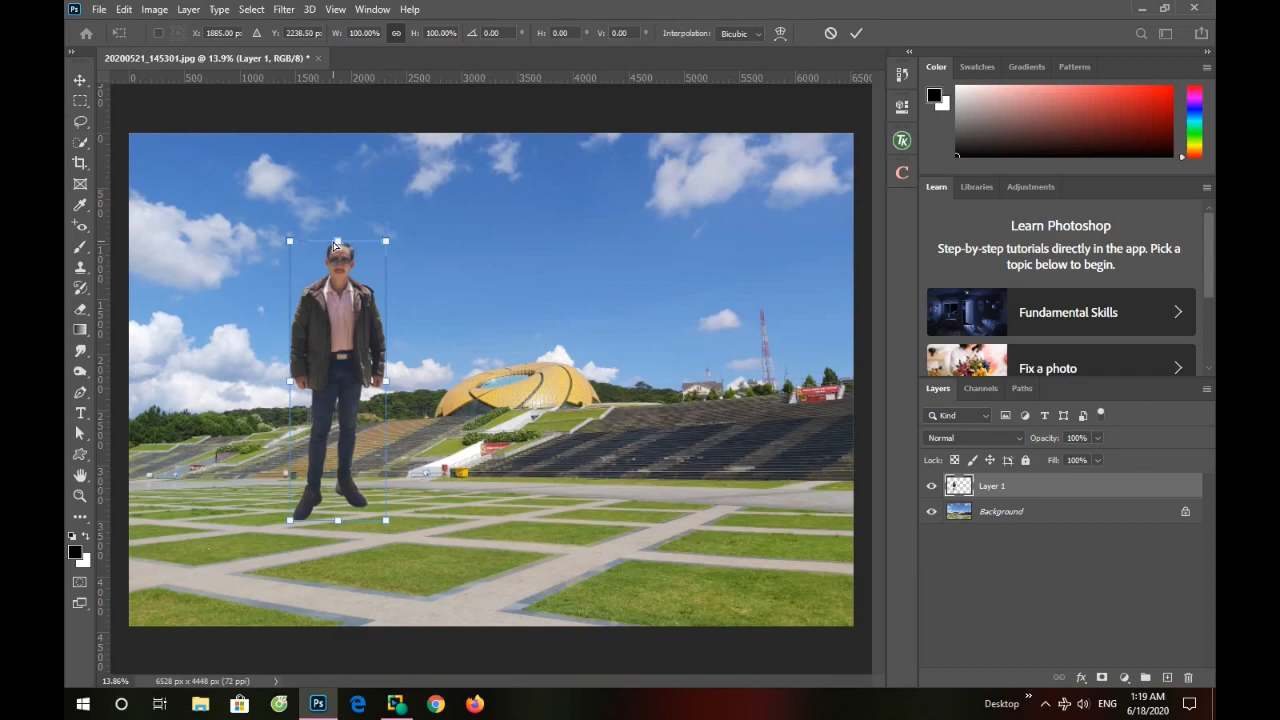 Ps File Edit Image Layer Type Select Filter 3D View Window Help
X: 1885.00 px Y: 2238.50 px W: 100.00% H: 100.00% 0.00 ° H: 0.00 ° V: 0.00 ° Interpolation: Bicubic
20200521_145301.jpg @ 13.9% (Layer 1, RGB/8) *
0 500 1000 1500 2000 2500 3000 3500 4000 4500 5000 5500 6000 6500
Color Swatches Gradients Patterns
TK
C
Learn Libraries Adjustments
Learn Photoshop
Step-by-step tutorials directly in the app. Pick a
topic below to begin.
Fundamental Skills
Fix a photo
Layers Channels Paths
Kind
Normal Opacity: 100%
Lock: Fill: 100%
Layer 1
Background
13.86% 6528 px x 4448 px (72 ppi)
Ps
Desktop ENG
1:19 AM
6/18/2020